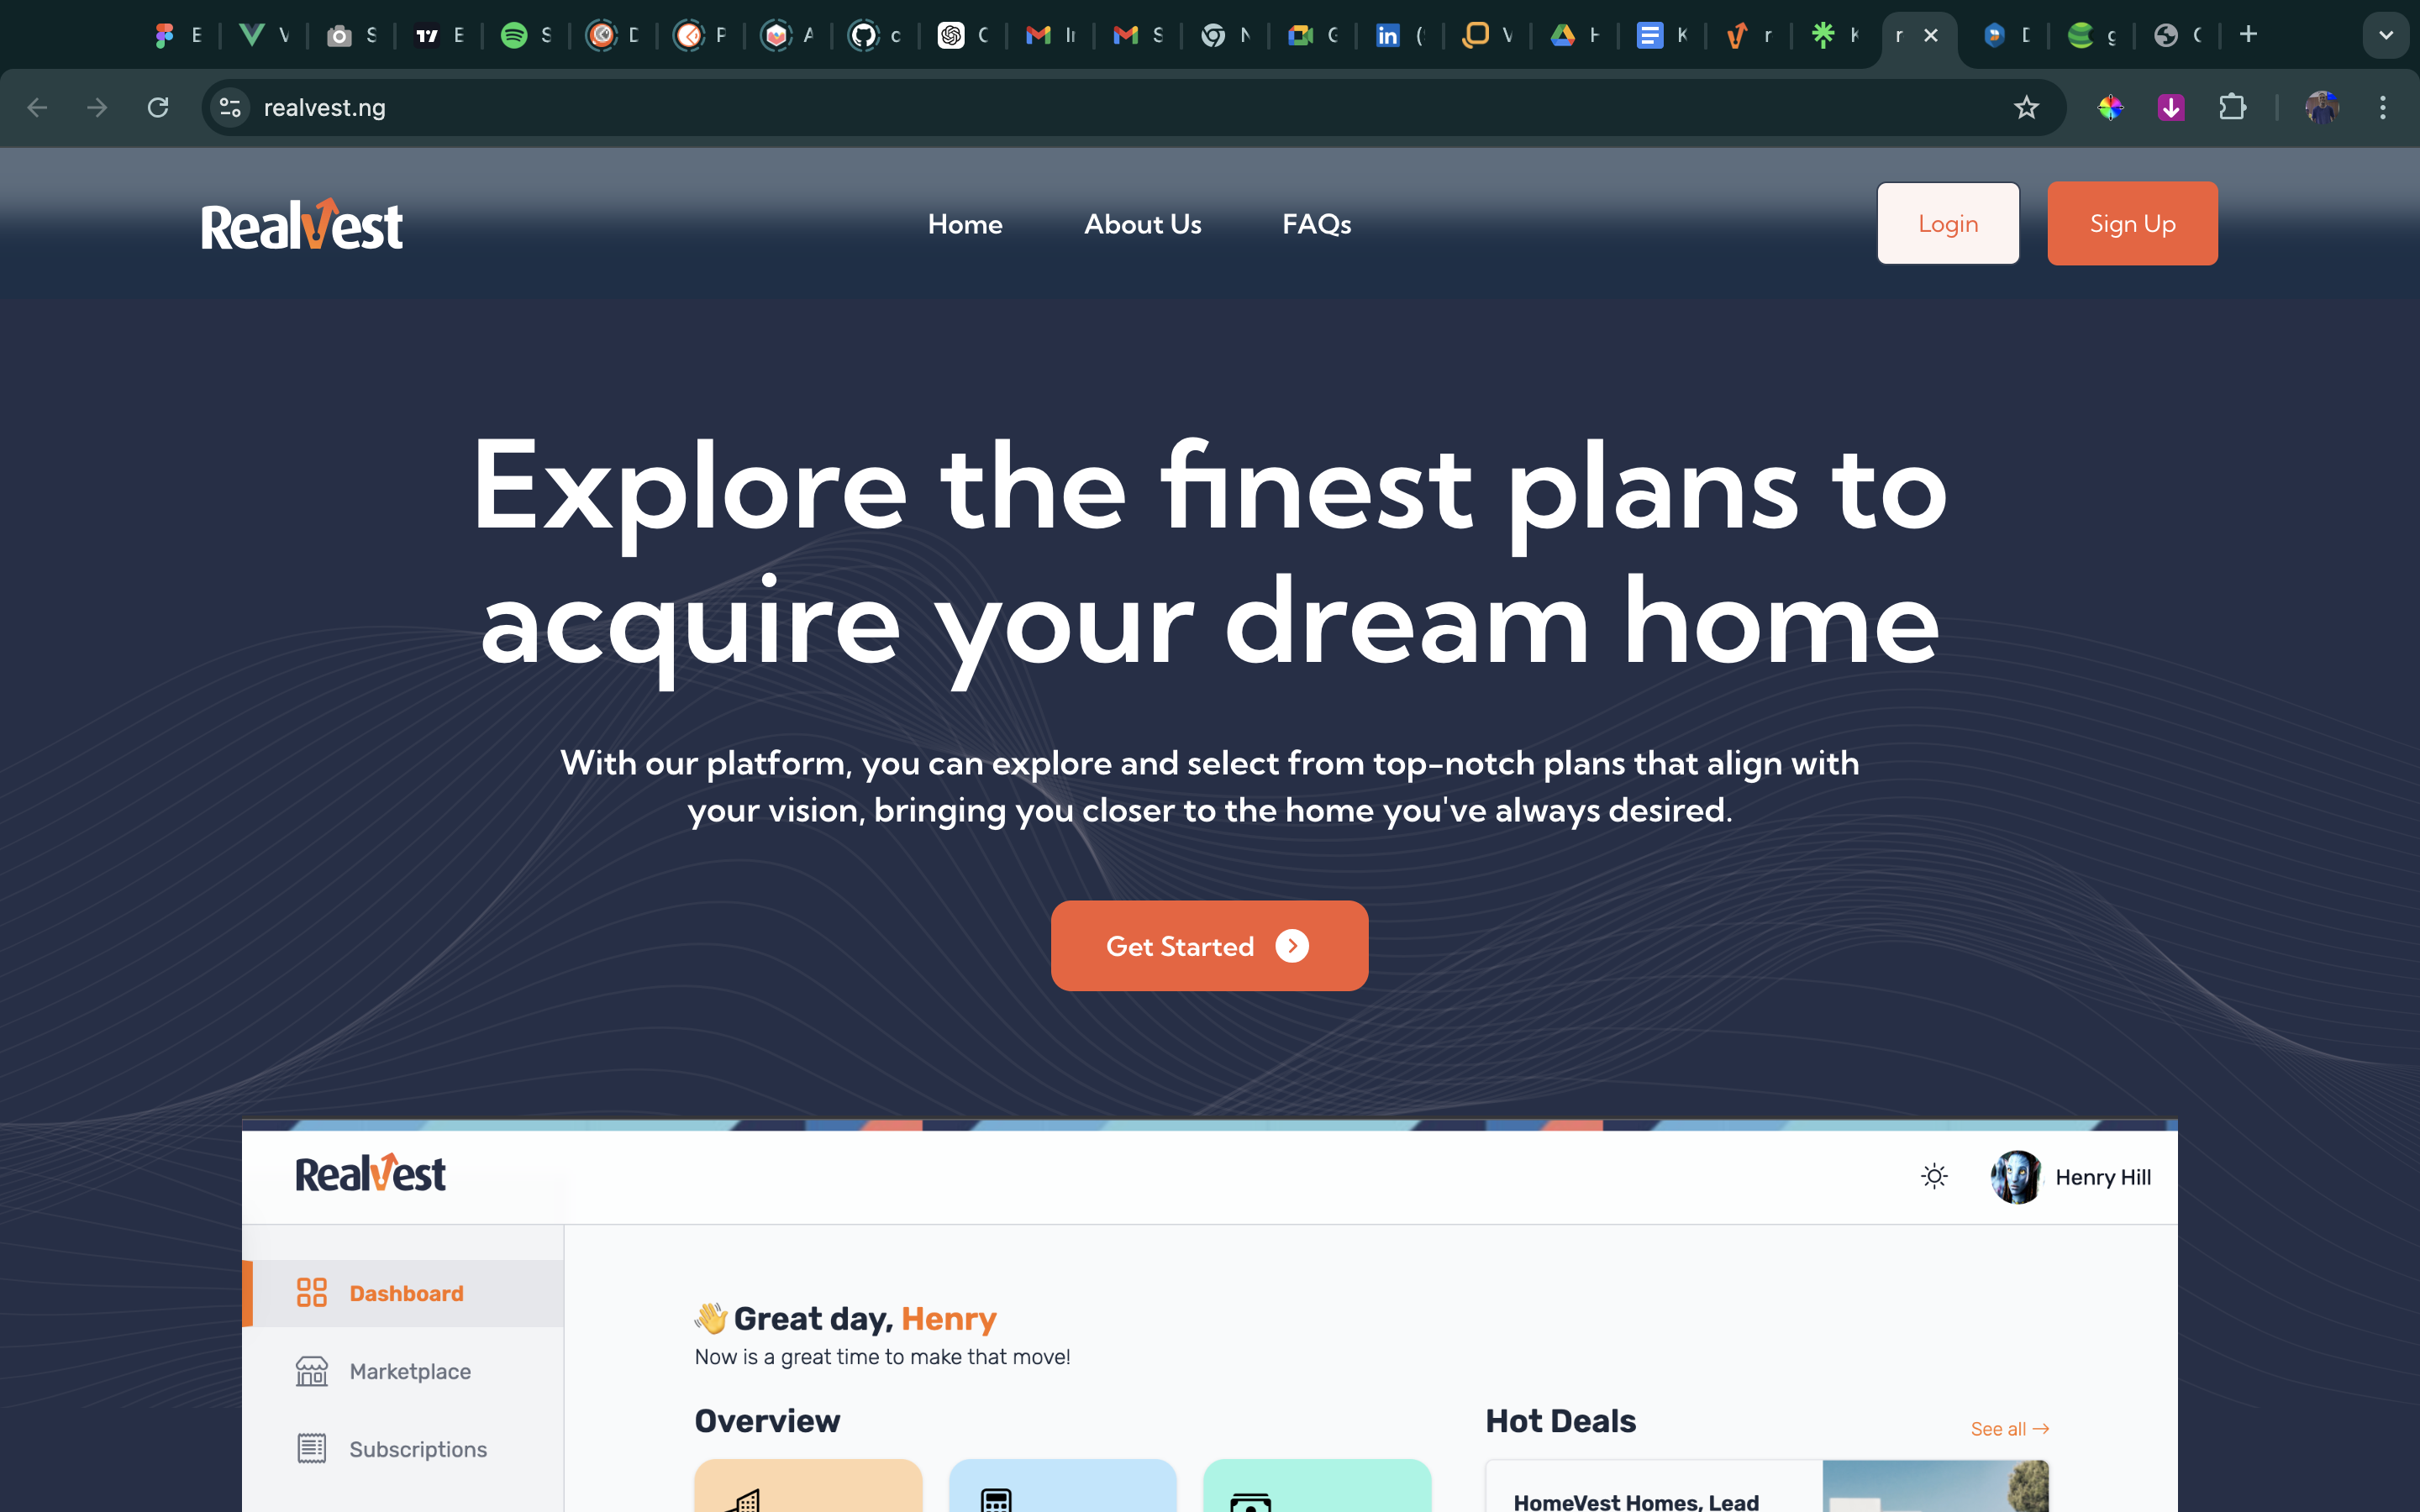 E
V
S
E
S
D
P
A
c
C
Ir
S
N
G
(
V
H
K
r
K
r
D
g
C
realvest.ng
RealVest
Home
About Us
FAQs
Login
Sign Up
Explore the finest plans to
acquire your dream home
With our platform, you can explore and select from top-notch plans that align with
your vision, bringing you closer to the home you've always desired.
Get Started
RealVest
Henry Hill
Dashboard
👋 Great day, Henry
Now is a great time to make that move!
Marketplace
Overview
Hot Deals
See all →
Subscriptions
HomeVest Homes, Lead